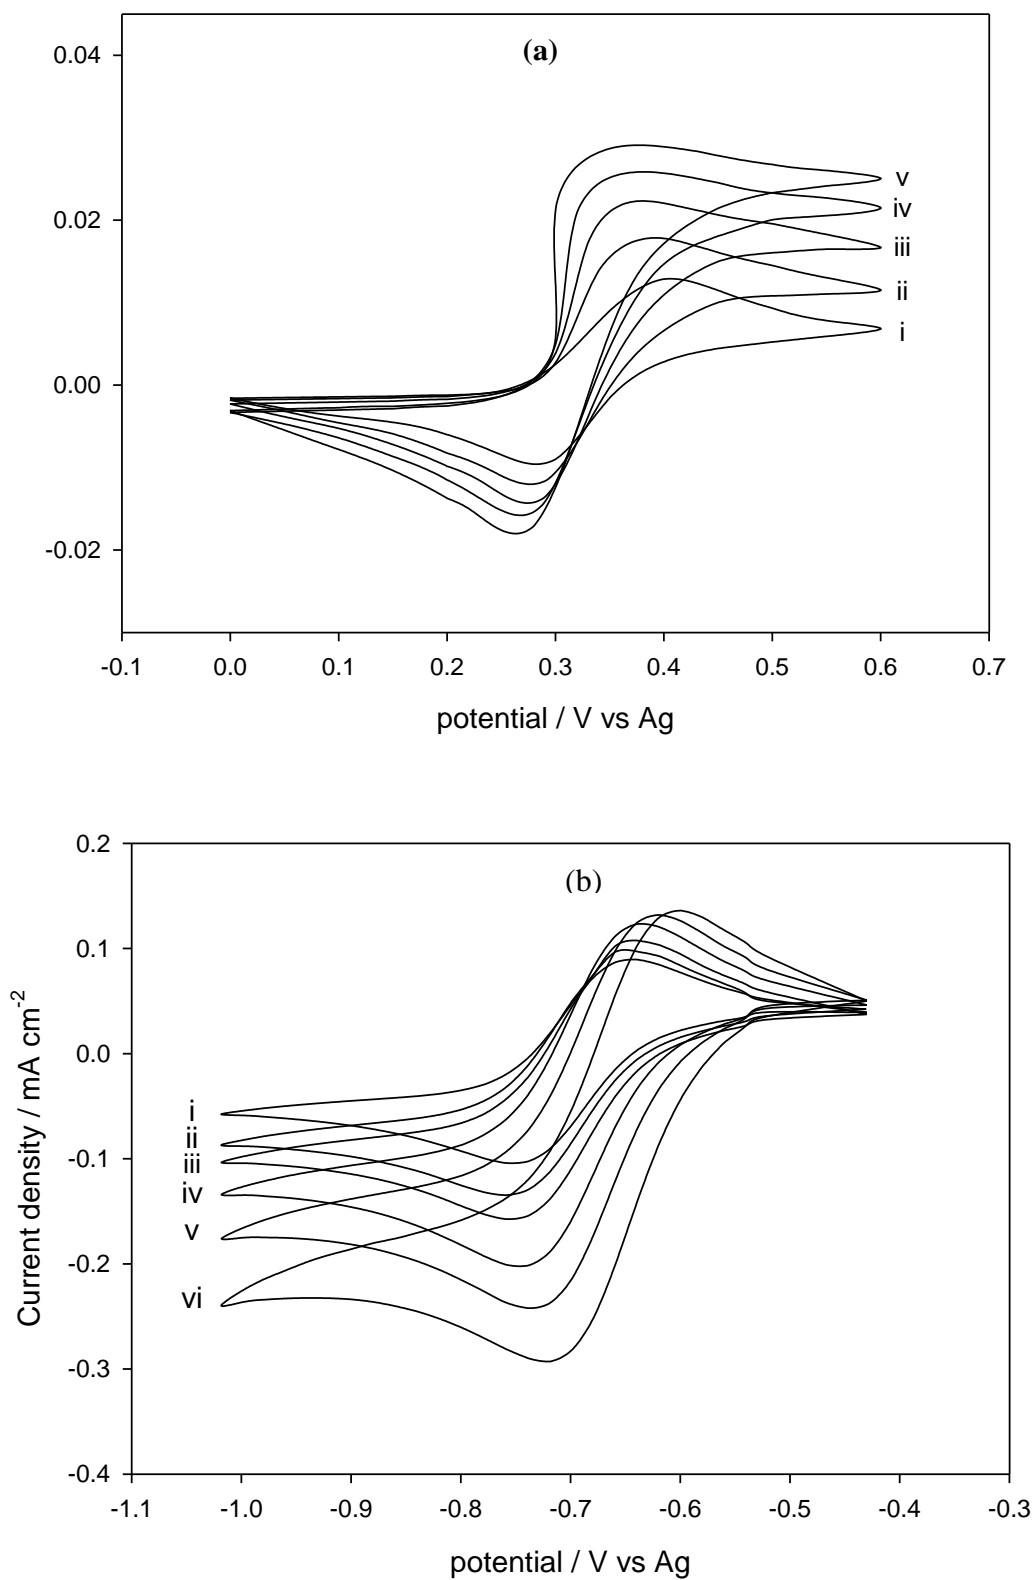 (a)
0.04
0.02
0.00
-0.02
v
iv
iii
ii
i
-0.1 0.0 0.1 0.2 0.3 0.4 0.5 0.6 0.7
potential / V vs Ag
(b)
Current density / mA cm-2
0.2
0.1
0.0
-0.1
-0.2
-0.3
-0.4
i
ii
iii
iv
v
vi
-1.1 -1.0 -0.9 -0.8 -0.7 -0.6 -0.5 -0.4 -0.3
potential / V vs Ag